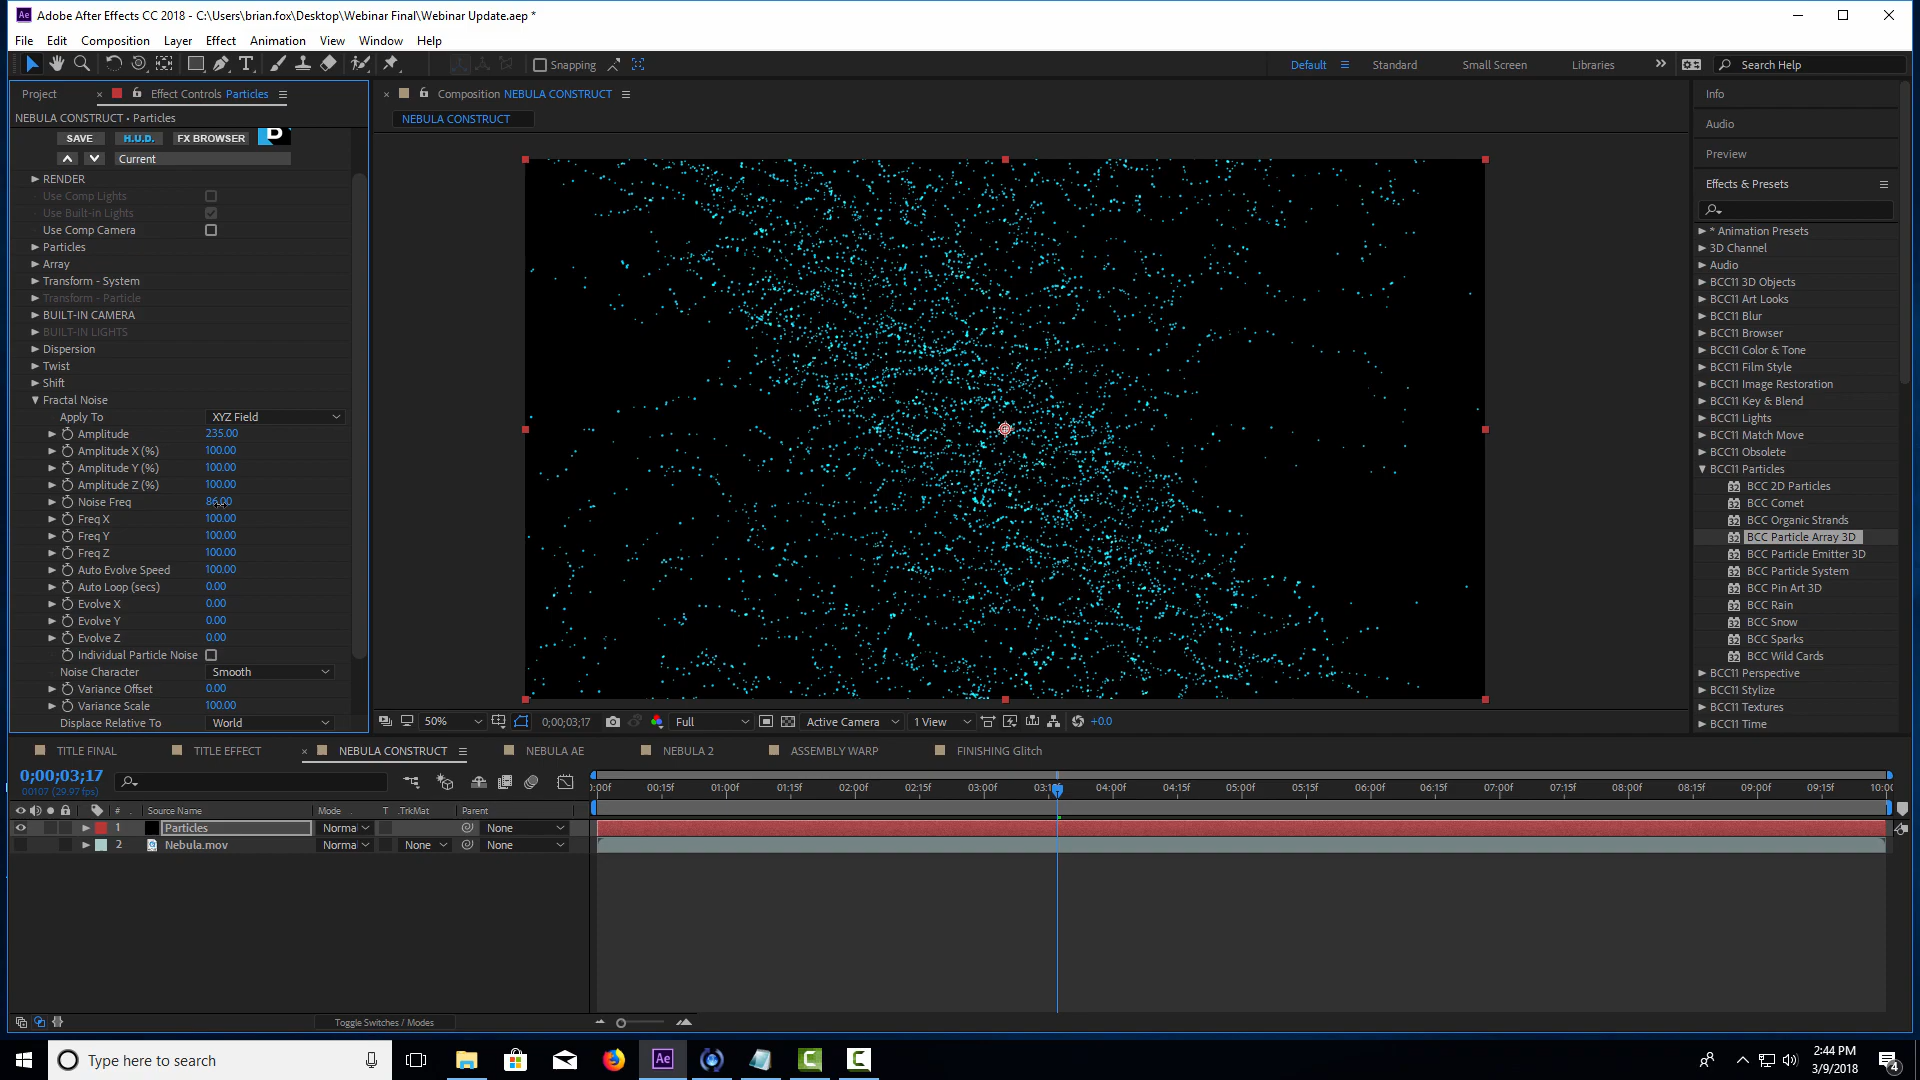 Adobe After Effects CC 2018 - C:\Users\brian.fox\Desktop\Webinar Final\Webinar Update.aep *
File Edit Composition Layer Effect Animation View Window Help
Snapping
Default Standard Small Screen Libraries Search Help
Project Effect Controls Particles
NEBULA CONSTRUCT • Particles
SAVE H.U.D. FX BROWSER
Current
RENDER
Use Comp Lights
Use Built-in Lights
Use Comp Camera
Particles
Array
Transform - System
Transform - Particle
BUILT-IN CAMERA
BUILT-IN LIGHTS
Dispersion
Twist
Shift
Fractal Noise
Apply To XYZ Field
Amplitude 235.00
Amplitude X (%) 100.00
Amplitude Y (%) 100.00
Amplitude Z (%) 100.00
Noise Freq 86.00
Freq X 100.00
Freq Y 100.00
Freq Z 100.00
Auto Evolve Speed 100.00
Auto Loop (secs) 0.00
Evolve X 0.00
Evolve Y 0.00
Evolve Z 0.00
Individual Particle Noise
Noise Character Smooth
Variance Offset 0.00
Variance Scale 100.00
Displace Relative To World
Composition NEBULA CONSTRUCT
NEBULA CONSTRUCT
50% 0;00;03;17 Full Active Camera 1 View +0.0
Info
Audio
Preview
Effects & Presets
* Animation Presets
3D Channel
Audio
BCC11 3D Objects
BCC11 Art Looks
BCC11 Blur
BCC11 Browser
BCC11 Color & Tone
BCC11 Film Style
BCC11 Image Restoration
BCC11 Key & Blend
BCC11 Lights
BCC11 Match Move
BCC11 Obsolete
BCC11 Particles
BCC 2D Particles
BCC Comet
BCC Organic Strands
BCC Particle Array 3D
BCC Particle Emitter 3D
BCC Particle System
BCC Pin Art 3D
BCC Rain
BCC Snow
BCC Sparks
BCC Wild Cards
BCC11 Perspective
BCC11 Stylize
BCC11 Textures
BCC11 Time
TITLE FINAL TITLE EFFECT NEBULA CONSTRUCT NEBULA AE NEBULA 2 ASSEMBLY WARP FINISHING Glitch
0;00;03;17
00107 (29.97 fps)
:00f 00:15f 01:00f 01:15f 02:00f 02:15f 03:00f 03:1 04:00f 04:15f 05:00f 05:15f 06:00f 06:15f 07:00f 07:15f 08:00f 08:15f 09:00f 09:15f 10:00
# Source Name Mode T .TrkMat Parent
1 Particles Norma None
2 Nebula.mov Norma None None
Toggle Switches / Modes
Type here to search
Ae
2:44 PM
3/9/2018
4